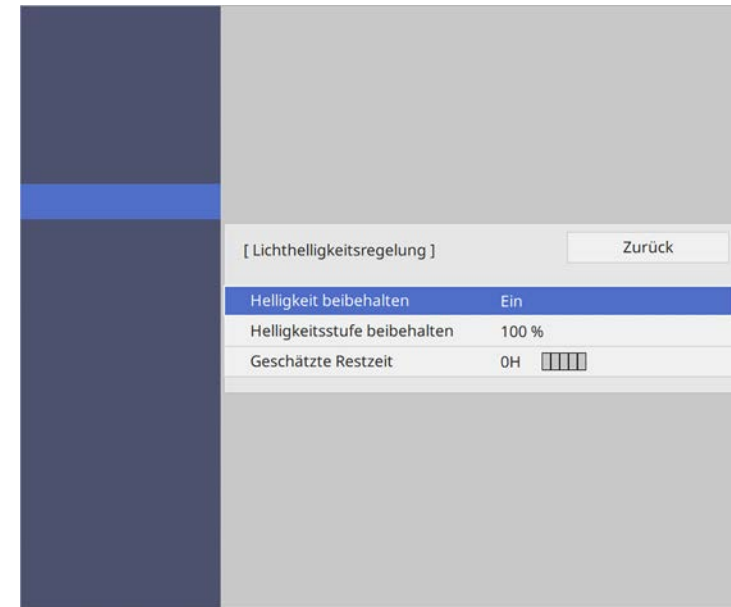 [ Lichthelligkeitsregelung ] Zurück
Helligkeit beibehalten Ein
Helligkeitsstufe beibehalten 100 %
Geschätzte Restzeit 0H